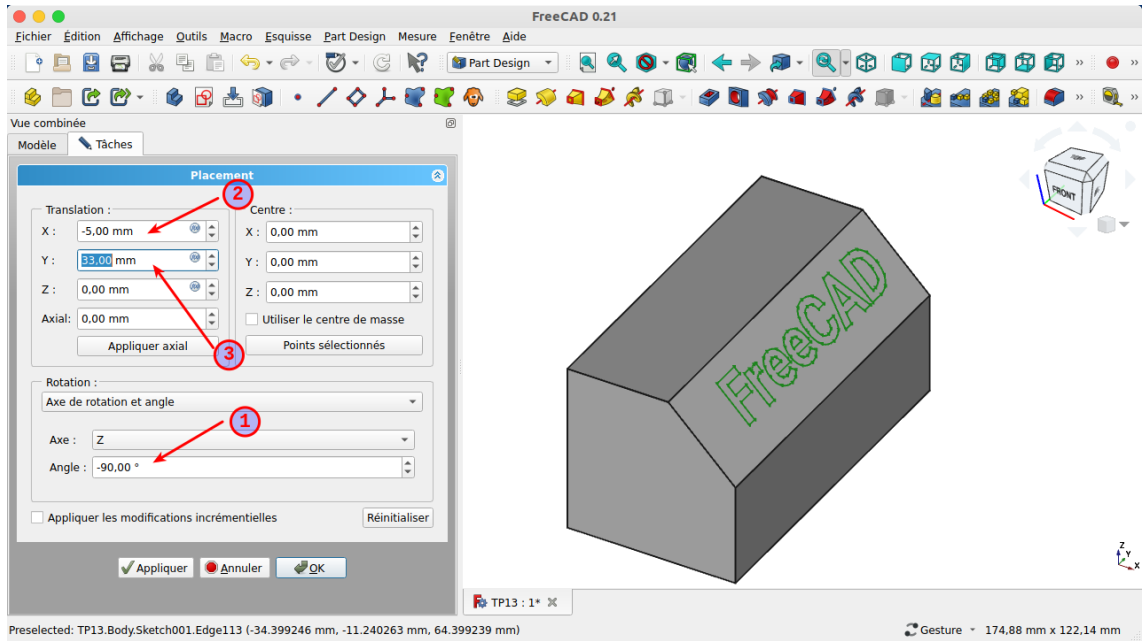 FreeCAD 0.21
Fichier Édition Affichage Outils Macro Esquisse Part Design Mesure Fenêtre Aide
Part Design
Vue combinée
Modèle Tâches
Placement
2
Translation : Centre :
X : -5,00 mm X : 0,00 mm
Y : 33,00 mm Y : 0,00 mm
Z : 0,00 mm Z : 0,00 mm
Axial: 0,00 mm Utiliser le centre de masse
Appliquer axial Points sélectionnés
3
Rotation :
Axe de rotation et angle
1
Axe : Z
Angle : -90,00 °
Appliquer les modifications incrémentielles Réinitialiser
Appliquer Annuler OK
TOP
FRONT
FreeCAD
Z
Y
X
TP13 : 1*
Preselected: TP13.Body.Sketch001.Edge113 (-34.399246 mm, -11.240263 mm, 64.399239 mm) Gesture 174,88 mm x 122,14 mm